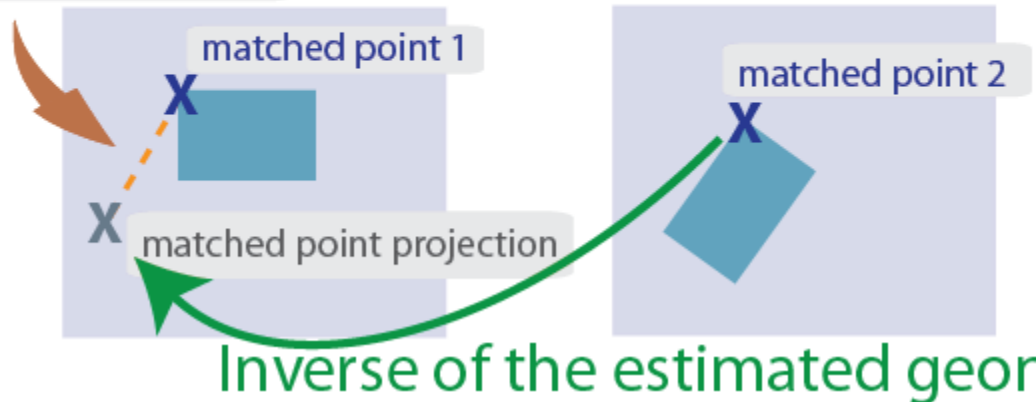 matched point 1
matched point 2
X
X
X
matched point projection
Inverse of the estimated geor